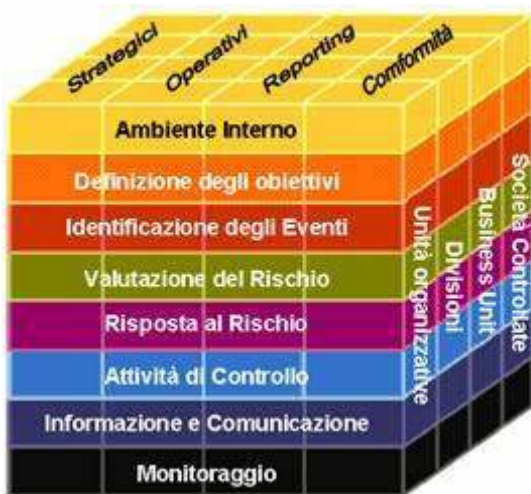 Strategici
Operativi
Reporting
Comformità
Ambiente Interno
Definizione degli obiettivi
Identificazione degli Eventi
Valutazione del Rischio
Risposta al Rischio
Attività di Controllo
Informazione e Comunicazione
Monitoraggio
Unità organizzative
Divisioni
Business Unit
Società Controllate